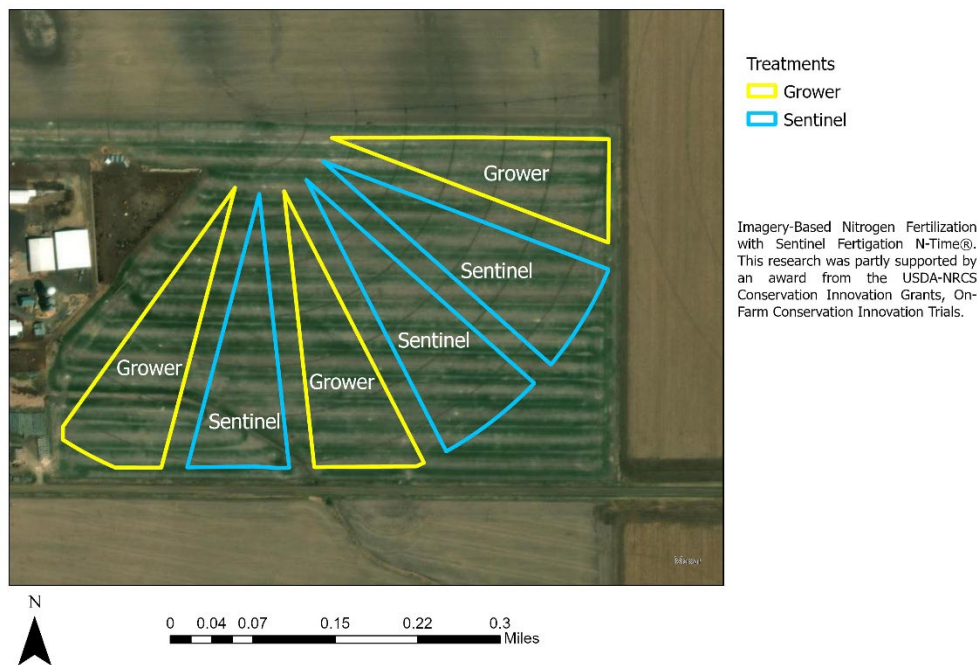 Treatments
Grower
Sentinel
Grower
Sentinel
Sentinel
Grower
Grower
Sentinel
Imagery-Based Nitrogen Fertilization
with Sentinel Fertigation N-Time®.
This research was partly supported by
an award from the USDA-NRCS
Conservation Innovation Grants, On-
Farm Conservation Innovation Trials.
N
0 0.04 0.07 0.15 0.22 0.3
Miles